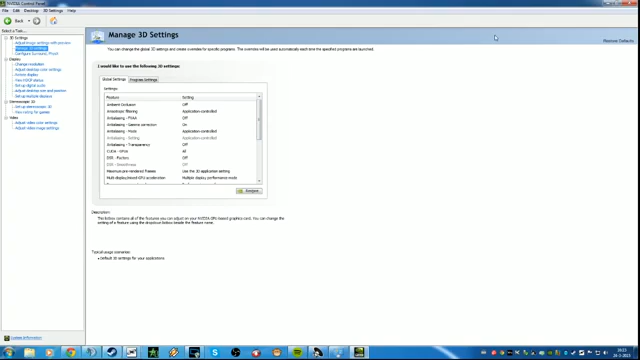 NVIDIA Control Panel
File Edit Desktop 3D Settings Help
Back
Select a Task...
3D Settings
Adjust image settings with preview
Manage 3D settings
Configure Surround, PhysX
Display
Change resolution
Adjust desktop color settings
Rotate display
View HDCP status
Set up digital audio
Adjust desktop size and position
Set up multiple displays
Stereoscopic 3D
Set up stereoscopic 3D
View rating for games
Video
Adjust video color settings
Adjust video image settings
System Information
Manage 3D Settings
Restore Defaults
You can change the global 3D settings and create overrides for specific programs. The overrides will be used automatically each time the specified programs are launched.
I would like to use the following 3D settings:
Global Settings Program Settings
Settings:
Feature Setting
Ambient Occlusion Off
Anisotropic filtering Application-controlled
Antialiasing - FXAA Off
Antialiasing - Gamma correction On
Antialiasing - Mode Application-controlled
Antialiasing - Setting Application-controlled
Antialiasing - Transparency Off
CUDA - GPUs All
DSR - Factors Off
DSR - Smoothness Off
Maximum pre-rendered frames Use the 3D application setting
Multi-display/mixed-GPU acceleration Multiple display performance mode
Restore
Description:
This listbox contains all of the features you can adjust on your NVIDIA GPU-based graphics card. You can change the
setting of a feature using the dropdown boxes beside the feature name.
Typical usage scenarios:
• Default 3D settings for your applications